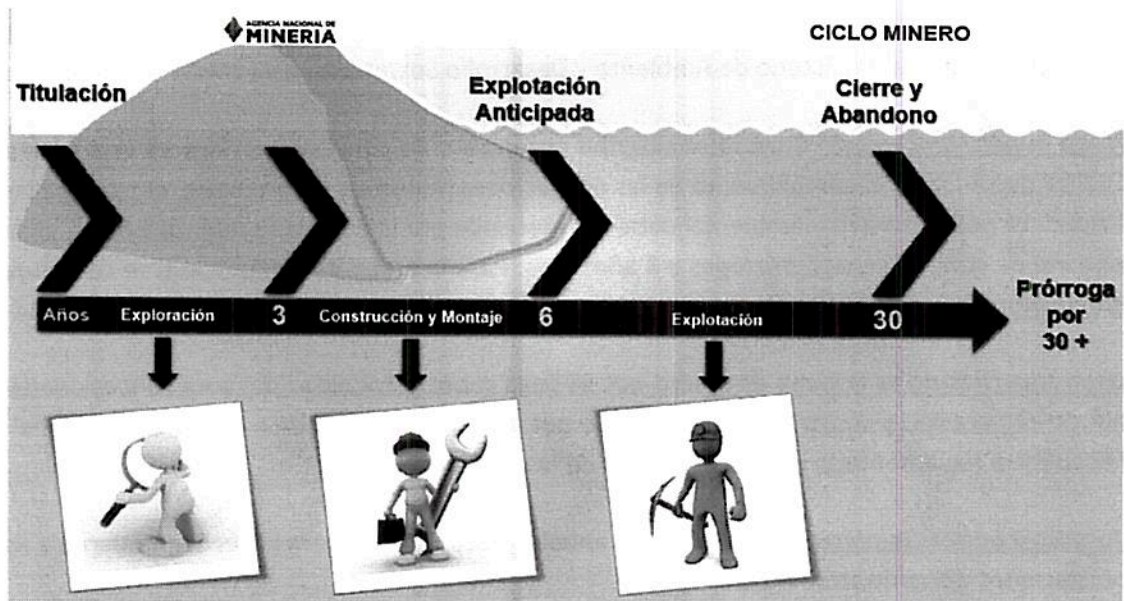 AGENCIA NACIONAL DE
MINERIA
CICLO MINERO
Titulación
Explotación
Anticipada
Cierre y
Abandono
Años
Exploración
3
Construcción y Montaje
6
Explotación
30
Prórroga
por
30 +